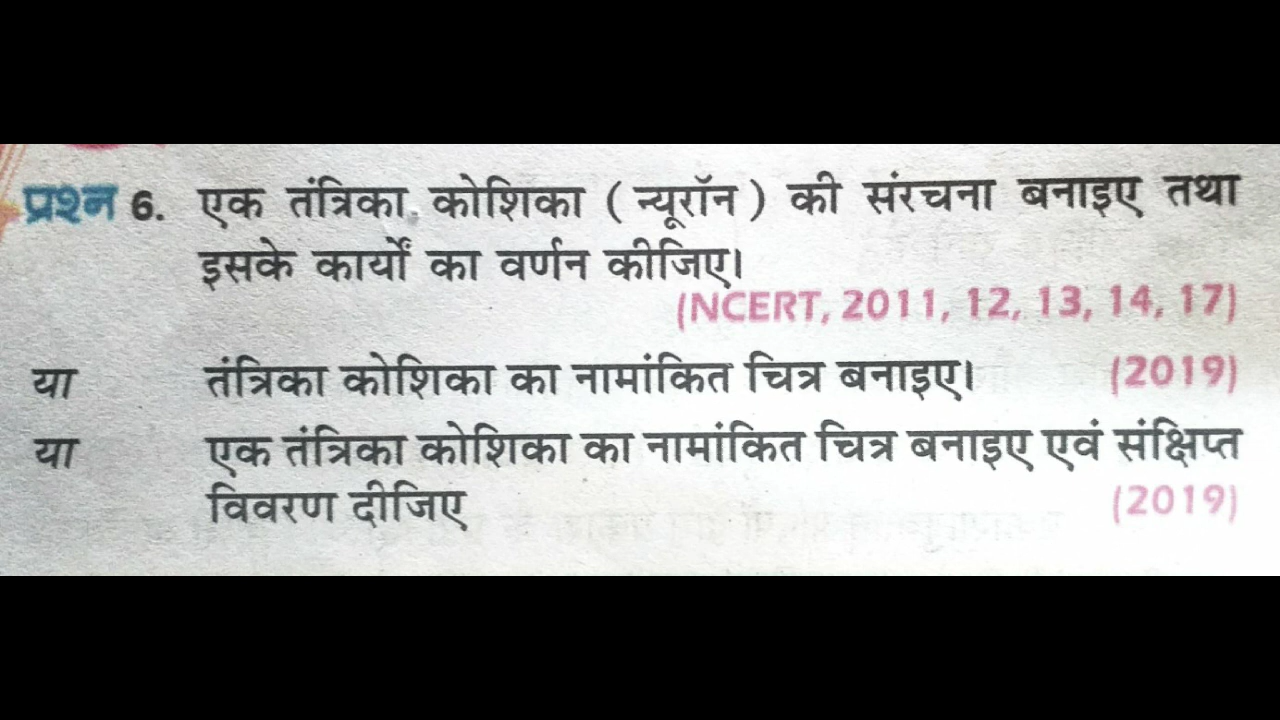 प्रश्न 6. एक तंत्रिका कोशिका ( न्यूरॉन ) की संरचना बनाइए तथा
इसके कार्यों का वर्णन कीजिए।
(NCERT, 2011, 12, 13, 14, 17)
या तंत्रिका कोशिका का नामांकित चित्र बनाइए। (2019)
या एक तंत्रिका कोशिका का नामांकित चित्र बनाइए एवं संक्षिप्त
विवरण दीजिए (2019)